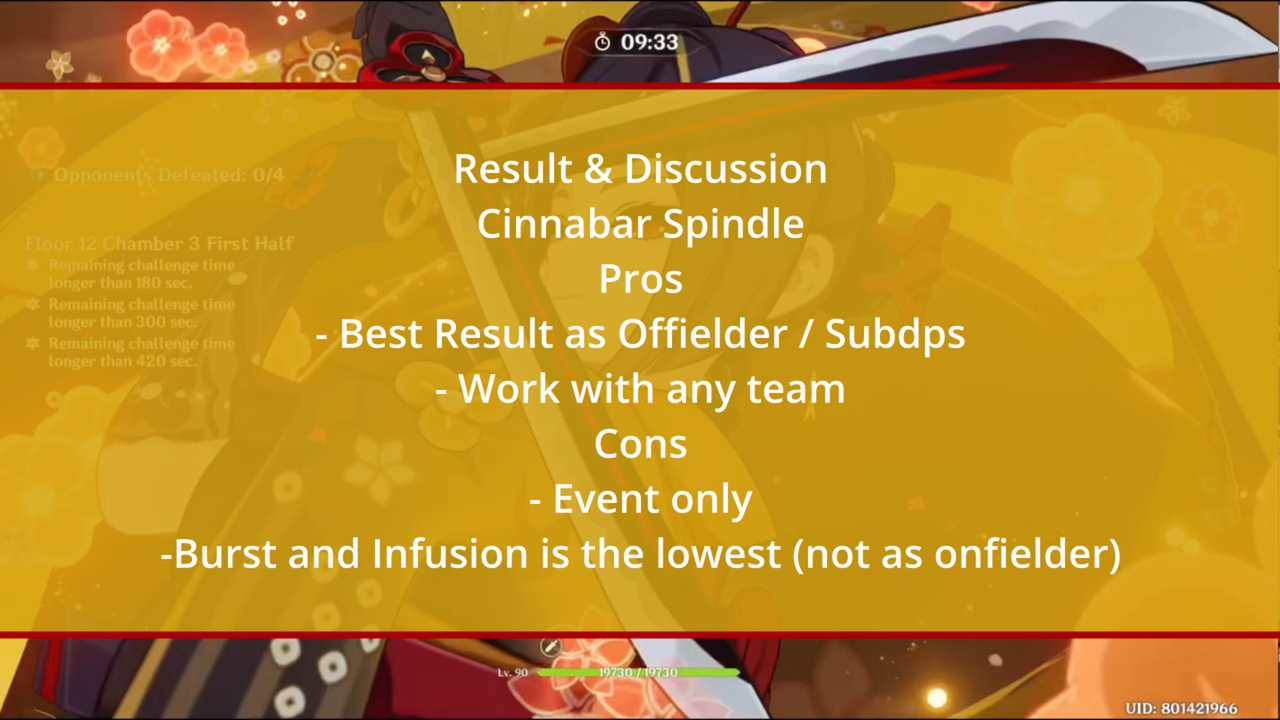 09:33
Opponents Defeated: 0/4
Floor 12 Chamber 3 First Half
Remaining challenge time
longer than 180 sec.
Remaining challenge time
longer than 300 sec.
Remaining challenge time
longer than 420 sec.
Result & Discussion
Cinnabar Spindle
Pros
- Best Result as Offielder / Subdps
- Work with any team
Cons
- Event only
-Burst and Infusion is the lowest (not as onfielder)
Lv. 90
19730 / 19730
UID: 801421966